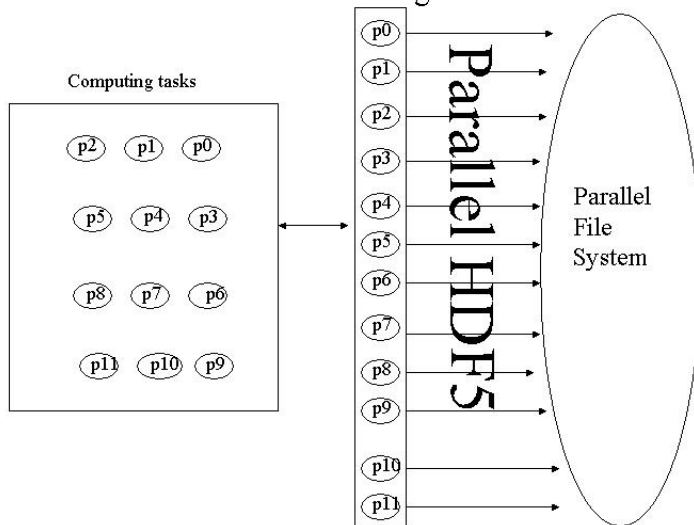 Computing tasks
p2 p1 p0
p5 p4 p3
p8 p7 p6
p11 p10 p9
p0
p1
p2
p3
p4
p5
p6
p7
p8
p9
p10
p11
Parallel HDF5
Parallel
File
System